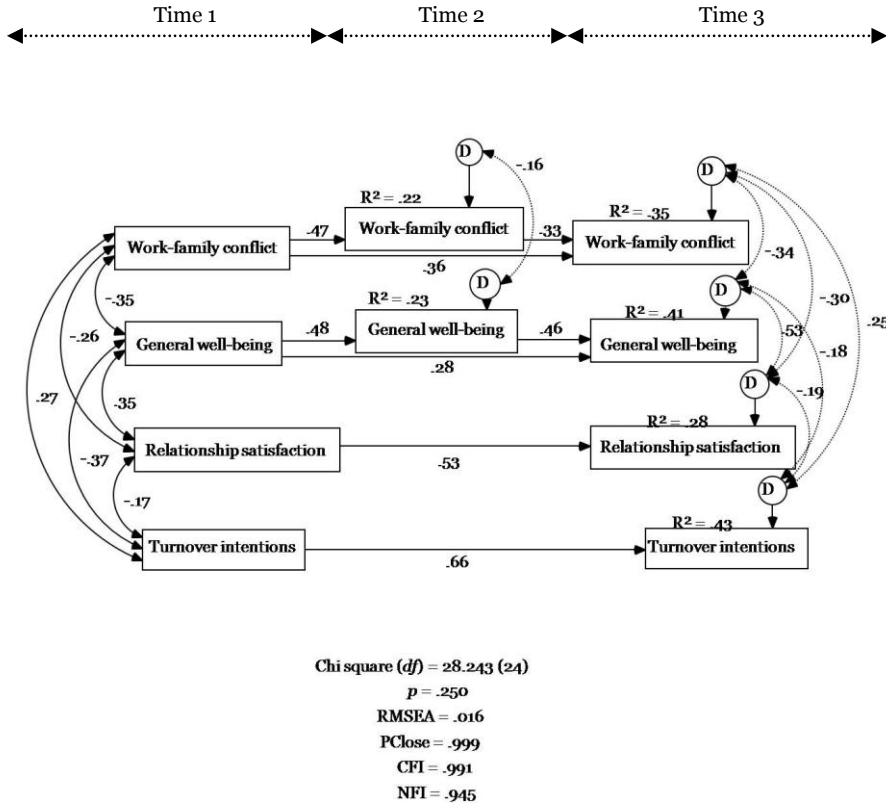 Time 1 Time 2 Time 3
D
-.16
D
R² = .22
R² = .35
Work-family conflict
.47
Work-family conflict
.33
Work-family conflict
.36
-.34
D
D
-.35
R² = .23
-.30
.25
-.26
General well-being
.48
General well-being
.46
R² = .41
General well-being
.53
-.18
.28
D
-.19
.27
.35
R² = .28
Relationship satisfaction
.53
Relationship satisfaction
-.37
D
-.17
R² = .43
Turnover intentions
.66
Turnover intentions
Chi square (df) = 28.243 (24)
p = .250
RMSEA = .016
PClose = .999
CFI = .991
NFI = .945